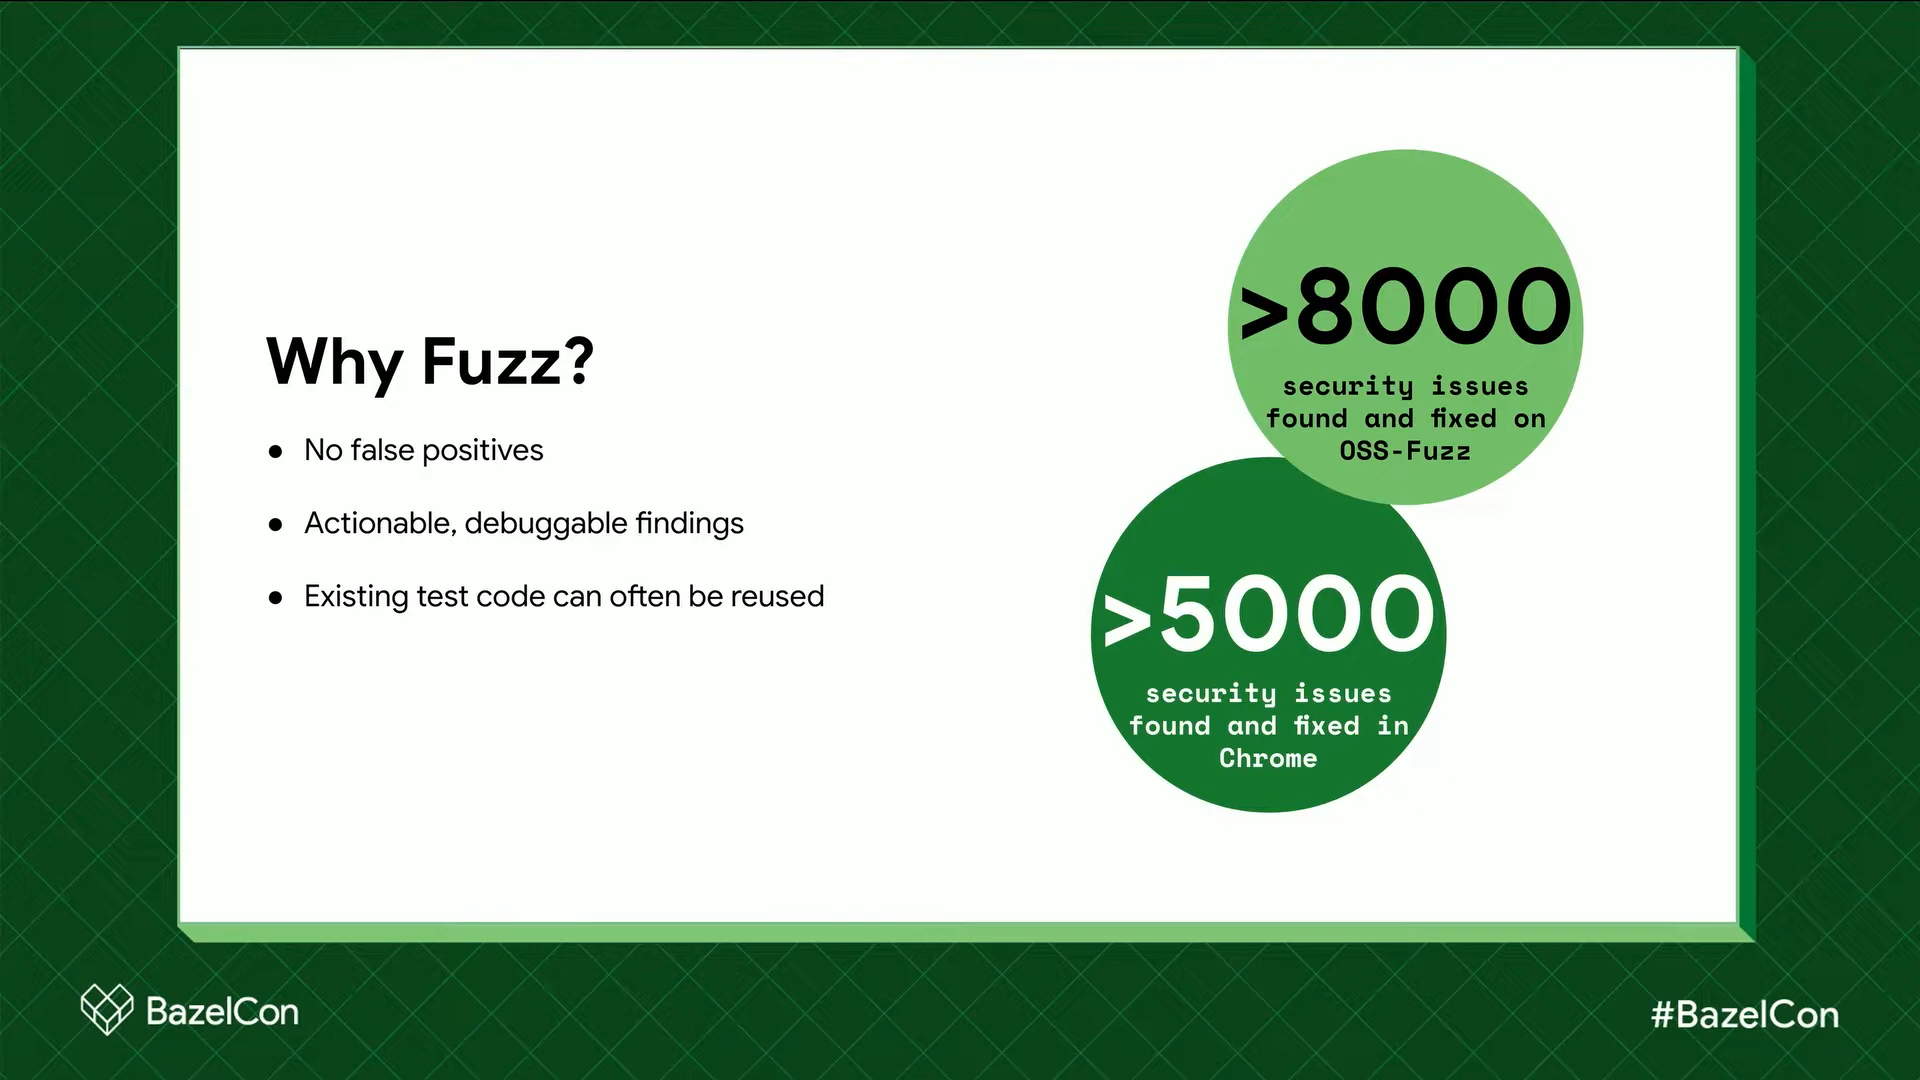 Why Fuzz?
● No false positives
● Actionable, debuggable findings
● Existing test code can often be reused
>8000
security issues
found and fixed on
OSS-Fuzz
>5000
security issues
found and fixed in
Chrome
BazelCon
#BazelCon